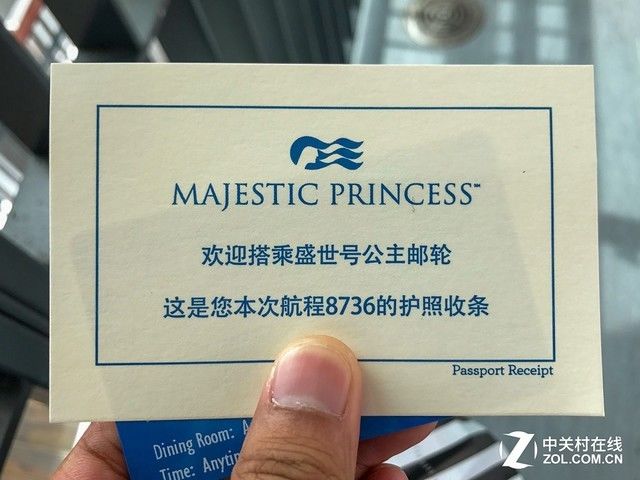 MAJESTIC PRINCESS℠
欢迎搭乘盛世号公主邮轮
这是您本次航程8736的护照收条
Passport Receipt
Dining Room:
Time:
中关村在线
ZOL.COM.CN